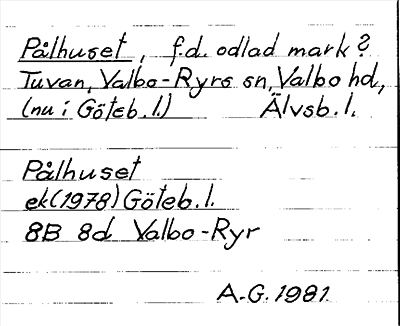 Pålhuset, f.d. odlad mark?
Tuvan, Valbo-Ryrs sn, Valbo hd,
(nu i Göteb. l.) Älvsb. l.
Pålhuset
ek(1978) Göteb. l.
8B 8d Valbo-Ryr
A.G. 1981.